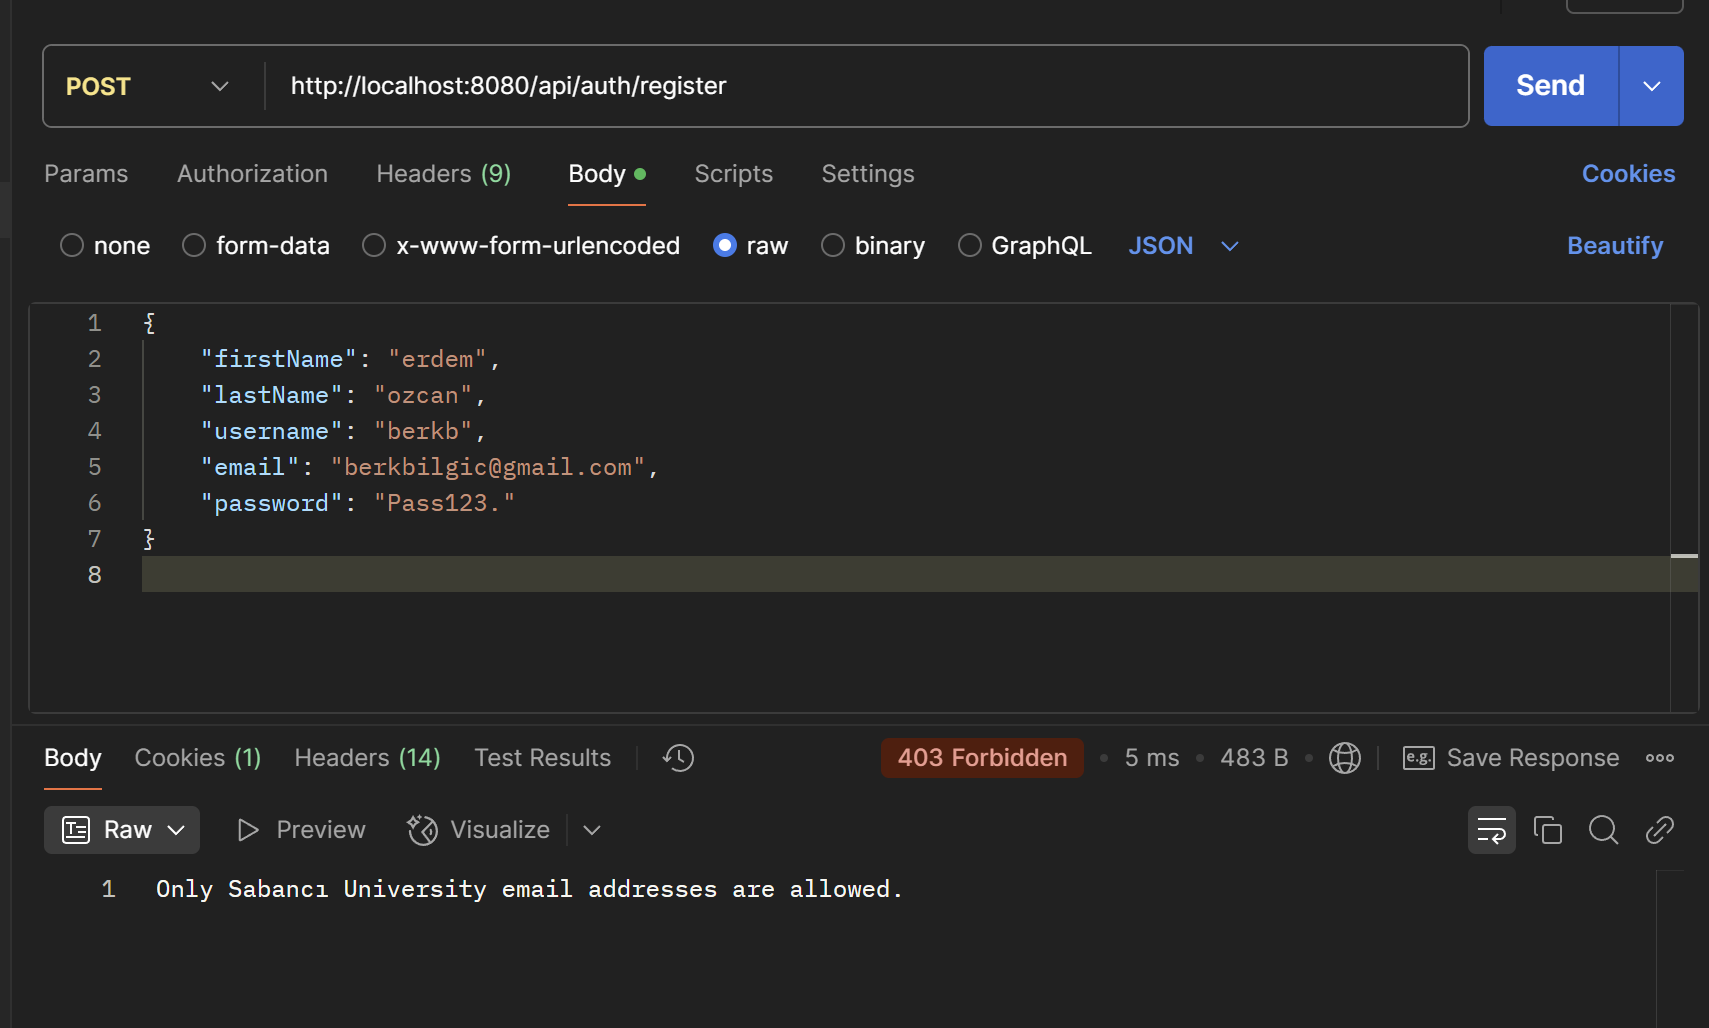 POST http://localhost:8080/api/auth/register Send
Params Authorization Headers (9) Body Scripts Settings Cookies
none form-data x-www-form-urlencoded raw binary GraphQL JSON Beautify
1 {
2 "firstName": "erdem",
3 "lastName": "ozcan",
4 "username": "berkb",
5 "email": "berkbilgic@gmail.com",
6 "password": "Pass123."
7 }
8
Body Cookies (1) Headers (14) Test Results 403 Forbidden 5 ms 483 B e.g. Save Response
Raw Preview Visualize
1 Only Sabancı University email addresses are allowed.